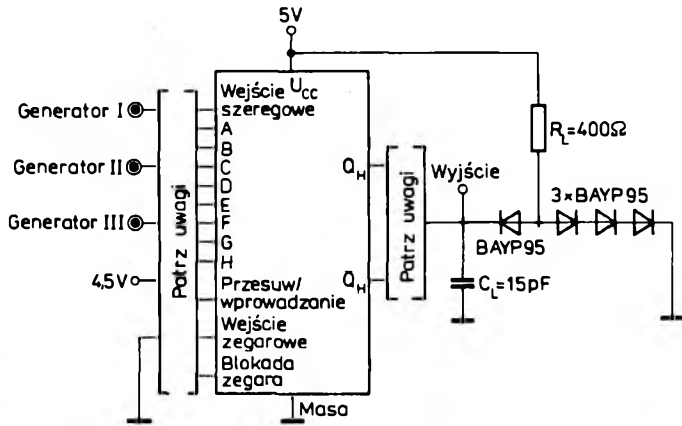 5V
U_CC
Wejście
szeregowe
Generator I
A
B
Generator II
C
D
E
Generator III
F
G
H
4,5V
Przesuw/
wprowadzanie
Wejście
zegarowe
Blokada
zegara
Masa
Patrz uwagi
Q_H
Q_H
Patrz uwagi
Wyjście
R_L=400Ω
3×BAYP95
BAYP95
C_L=15pF